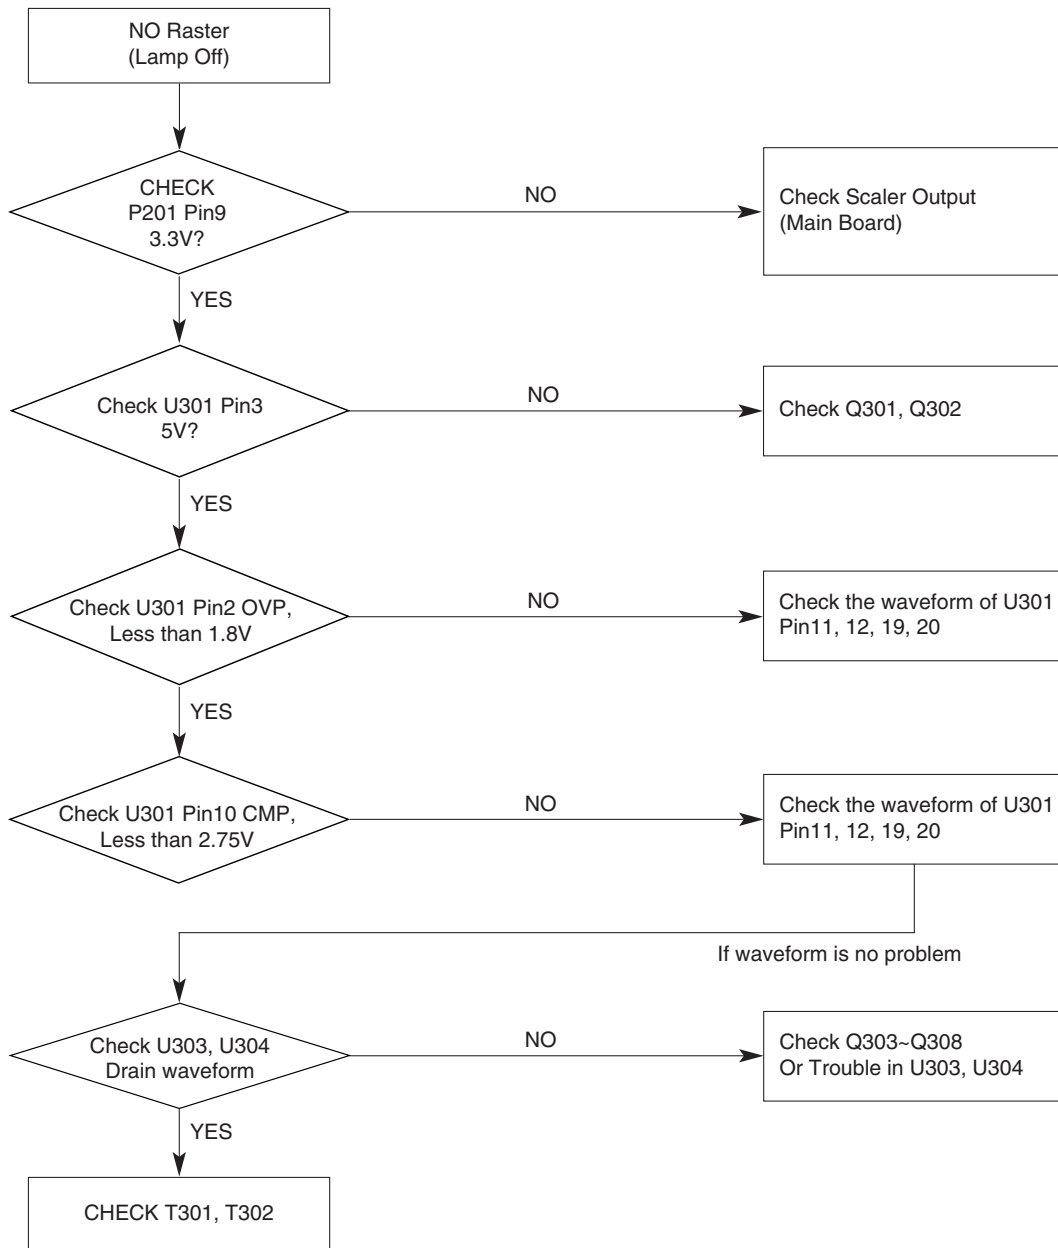 NO Raster
(Lamp Off)
CHECK
P201 Pin9
3.3V?
NO
Check Scaler Output
(Main Board)
YES
Check U301 Pin3
5V?
NO
Check Q301, Q302
YES
Check U301 Pin2 OVP,
Less than 1.8V
NO
Check the waveform of U301
Pin11, 12, 19, 20
YES
Check U301 Pin10 CMP,
Less than 2.75V
NO
Check the waveform of U301
Pin11, 12, 19, 20
If waveform is no problem
Check U303, U304
Drain waveform
NO
Check Q303~Q308
Or Trouble in U303, U304
YES
CHECK T301, T302